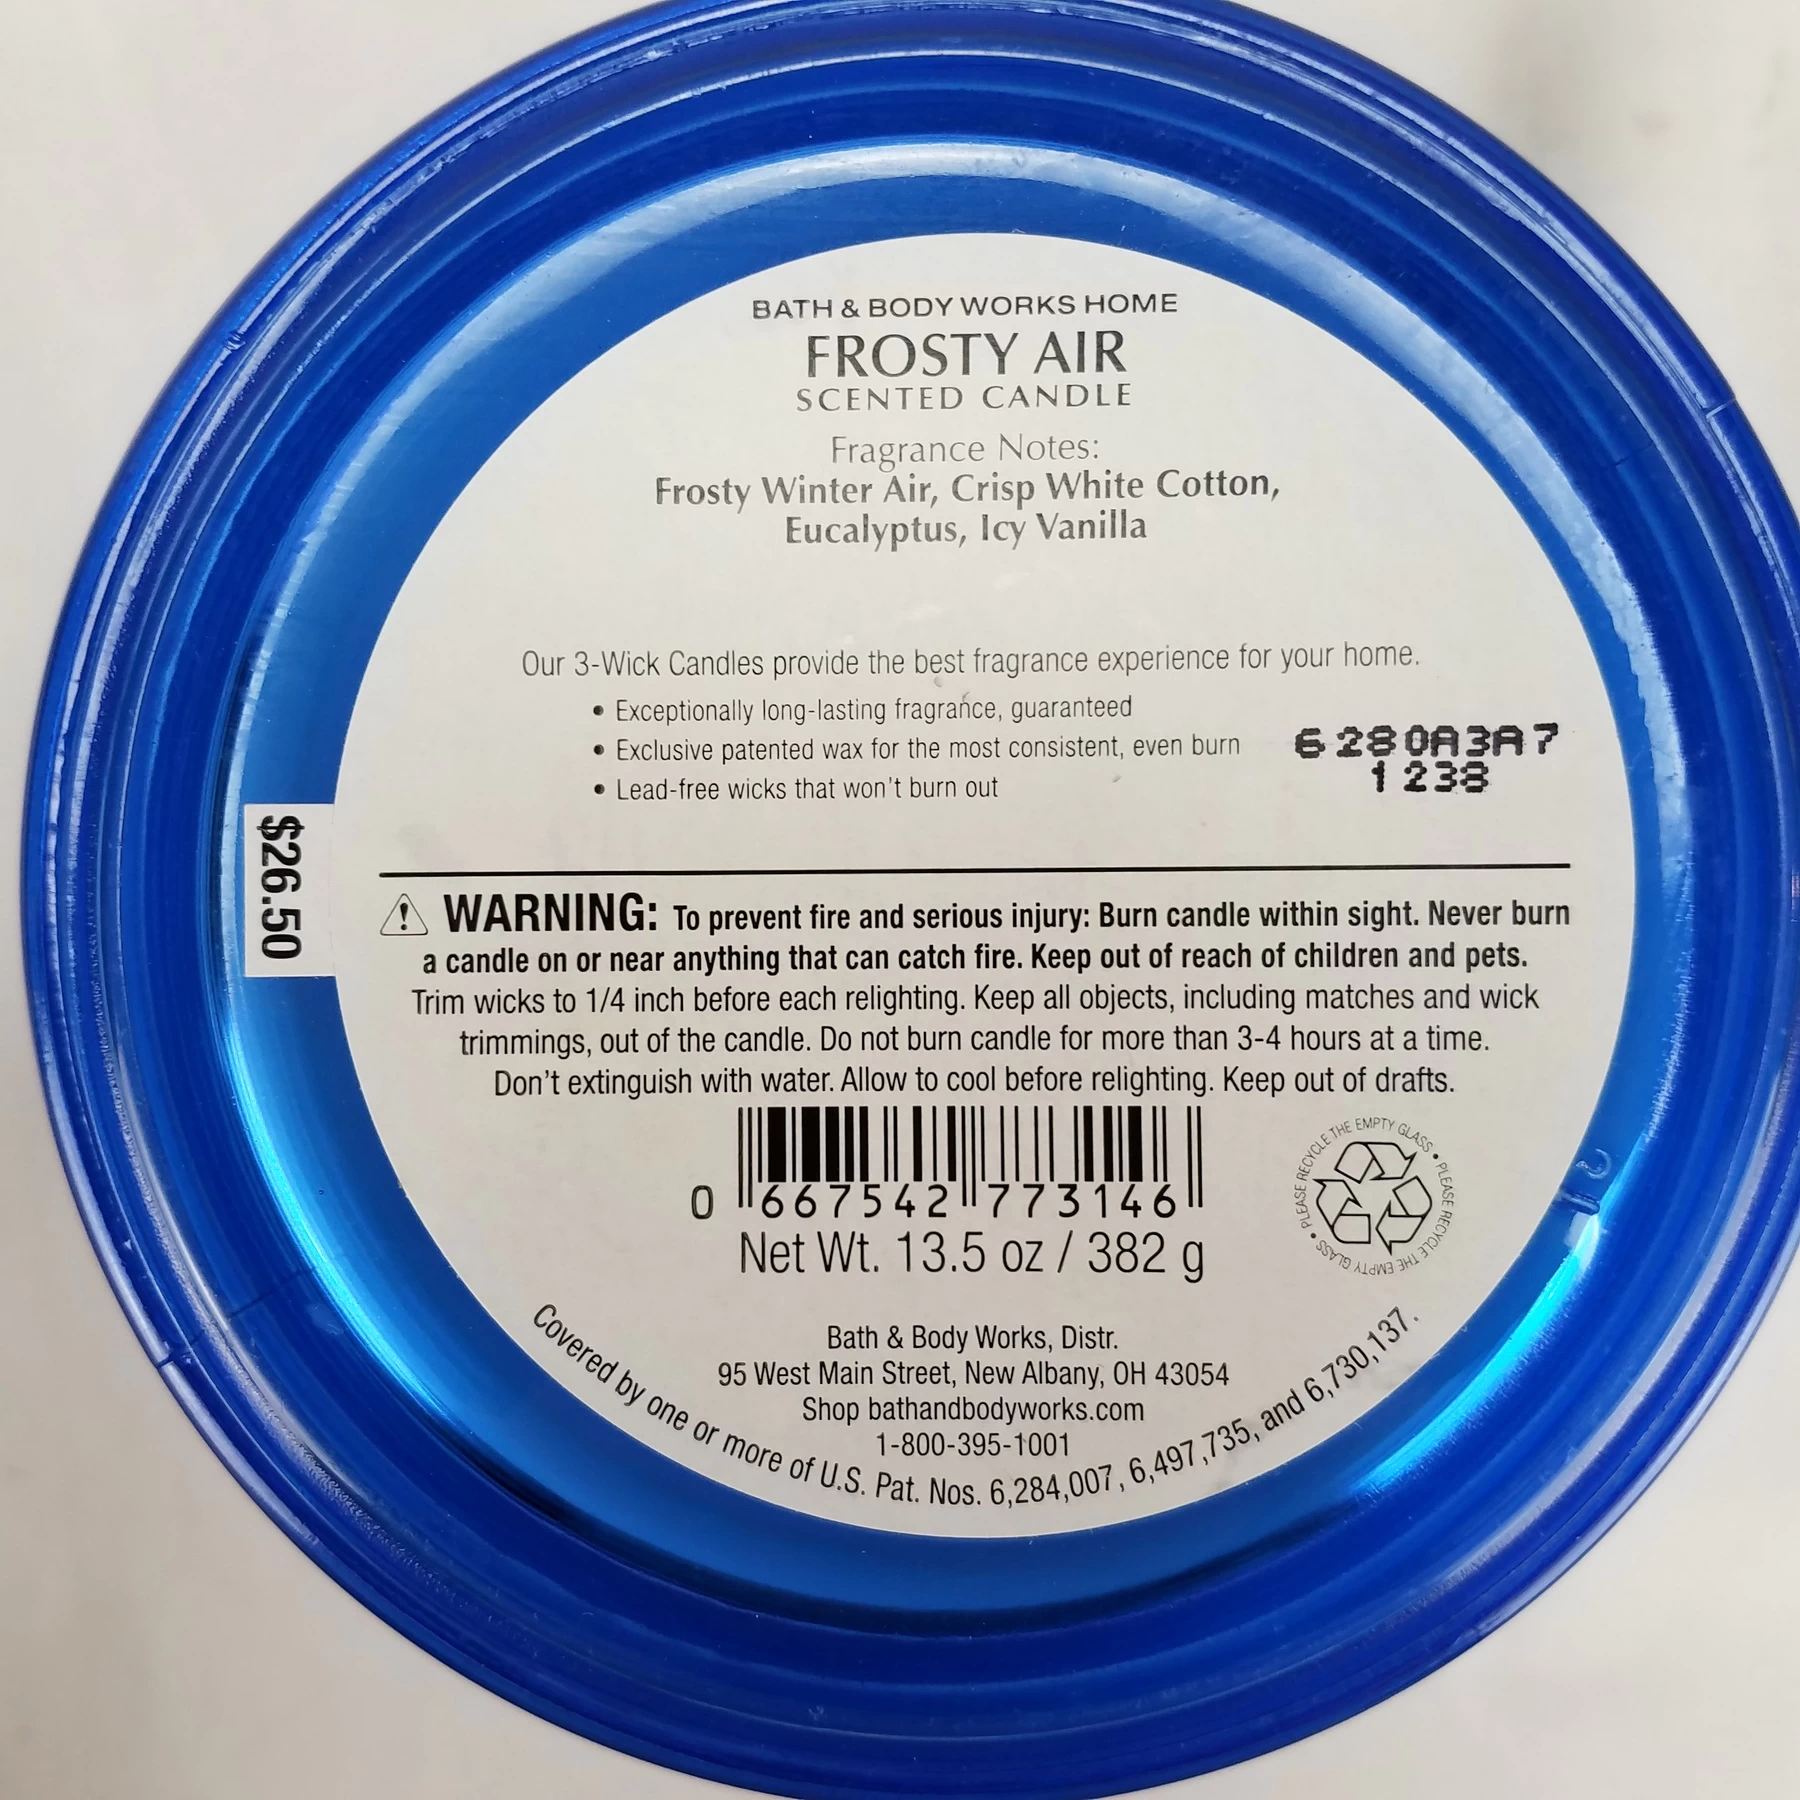 BATH & BODY WORKS HOME
FROSTY AIR
SCENTED CANDLE
Fragrance Notes:
Frosty Winter Air, Crisp White Cotton,
Eucalyptus, Icy Vanilla
Our 3-Wick Candles provide the best fragrance experience for your home.
• Exceptionally long-lasting fragrance, guaranteed
• Exclusive patented wax for the most consistent, even burn
• Lead-free wicks that won't burn out
6280A3A7
1238
$26.50
WARNING: To prevent fire and serious injury: Burn candle within sight. Never burn
a candle on or near anything that can catch fire. Keep out of reach of children and pets.
Trim wicks to 1/4 inch before each relighting. Keep all objects, including matches and wick
trimmings, out of the candle. Do not burn candle for more than 3-4 hours at a time.
Don't extinguish with water. Allow to cool before relighting. Keep out of drafts.
0 667542 773146
PLEASE RECYCLE THE EMPTY GLASS • PLEASE RECYCLE THE EMPTY GLASS •
Net Wt. 13.5 oz / 382 g
Bath & Body Works, Distr.
95 West Main Street, New Albany, OH 43054
Shop bathandbodyworks.com
1-800-395-1001
Covered by one or more of U.S. Pat. Nos. 6,284,007, 6,497,735, and 6,730,137.